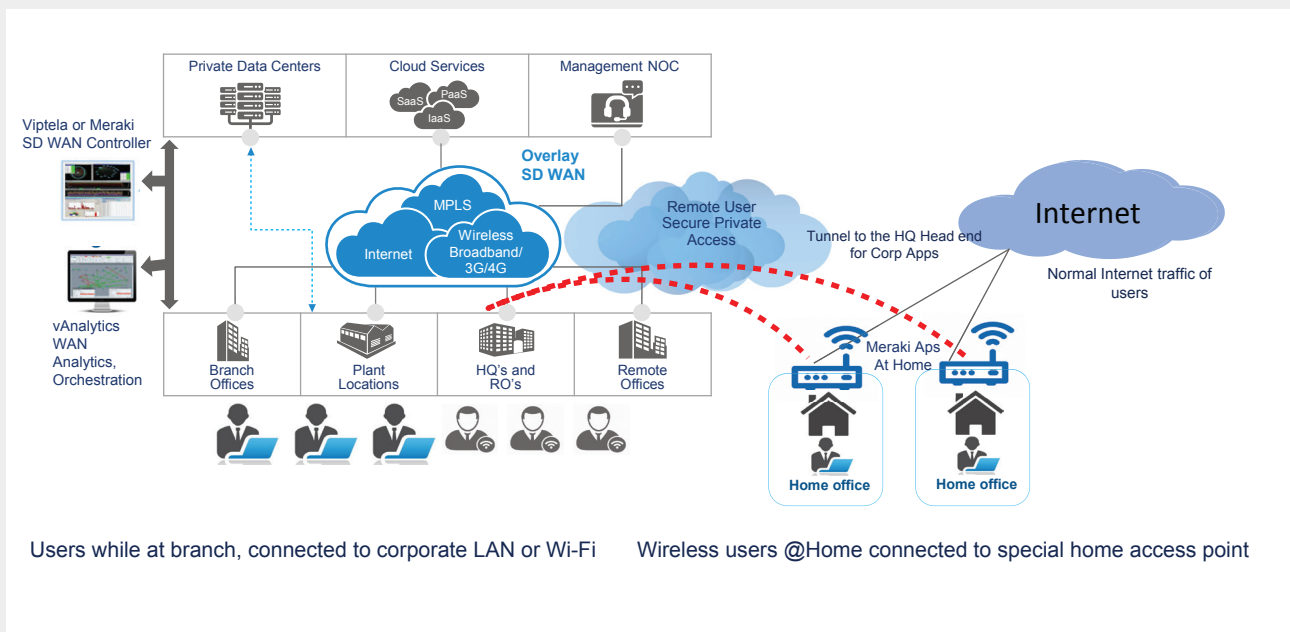 Private Data Centers
Cloud Services
Management NOC
SaaS
PaaS
IaaS
Viptela or Meraki
SD WAN Controller
Overlay
SD WAN
MPLS
Internet
Wireless
Broadband/
3G/4G
Remote User
Secure Private
Access
Internet
Tunnel to the HQ Head end
for Corp Apps
Normal Internet traffic of
users
vAnalytics
WAN
Analytics,
Orchestration
Branch
Offices
Plant
Locations
HQ's and
RO's
Remote
Offices
Meraki Aps
At Home
Home office
Home office
Users while at branch, connected to corporate LAN or Wi-Fi
Wireless users @Home connected to special home access point